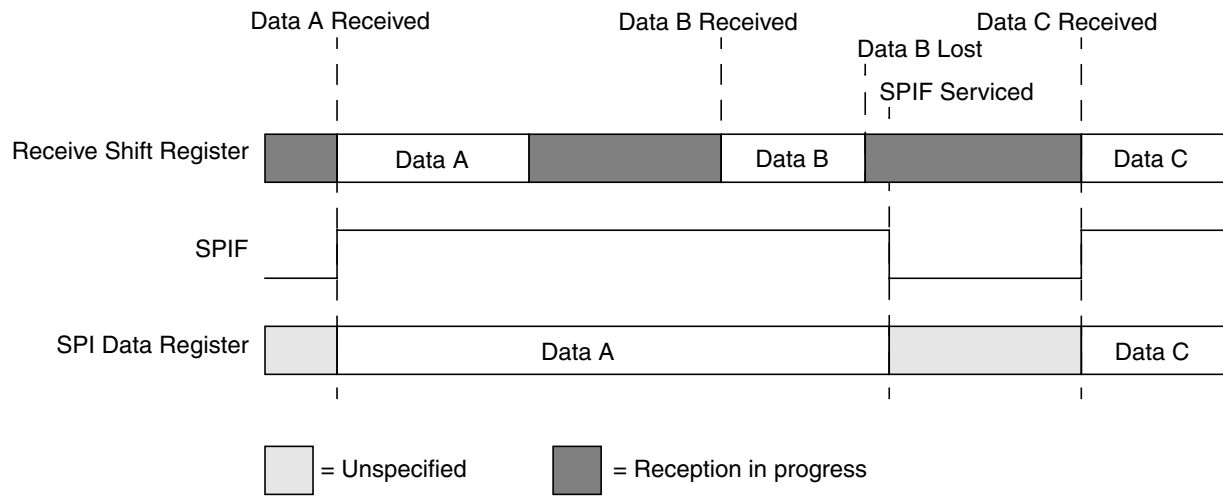 Data A Received
Data B Received
Data C Received
Data B Lost
SPIF Serviced
Receive Shift Register
Data A
Data B
Data C
SPIF
SPI Data Register
Data A
Data C
= Unspecified
= Reception in progress